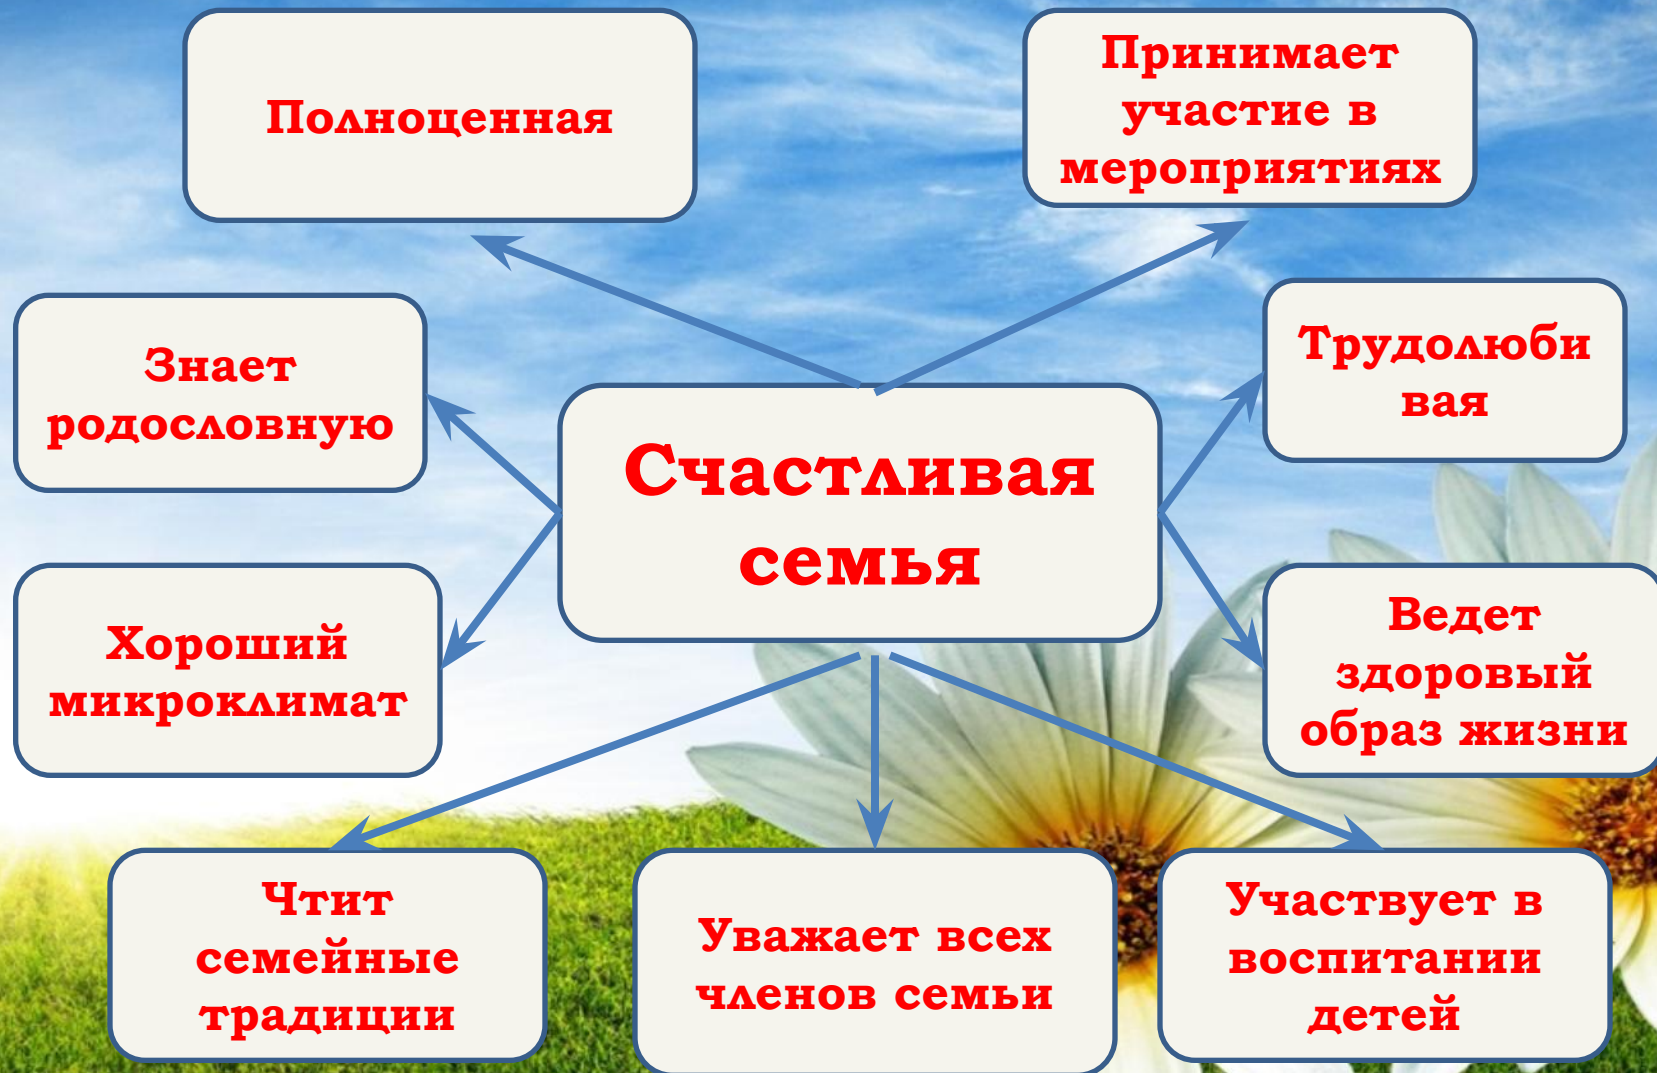 Полноценная
Принимает
участие в
мероприятиях
Знает
родословную
Трудолюби
вая
Счастливая
семья
Хороший
микроклимат
Ведет
здоровый
образ жизни
Чтит
семейные
традиции
Уважает всех
членов семьи
Участвует в
воспитании
детей